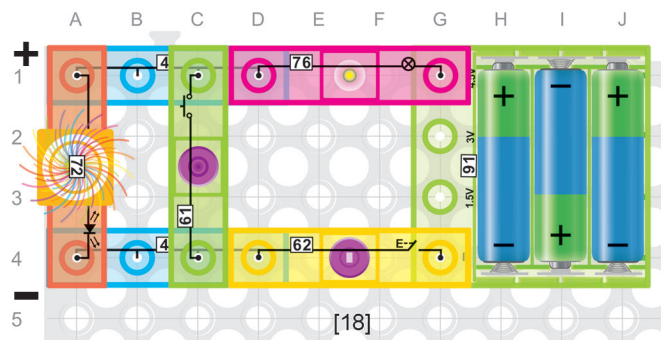 A B C D E F G H I J
+
1 4 76 4.5V + − +
2 3V
72 91
3 61 1.5V
4 4 62 E − + −
−
5 [18]